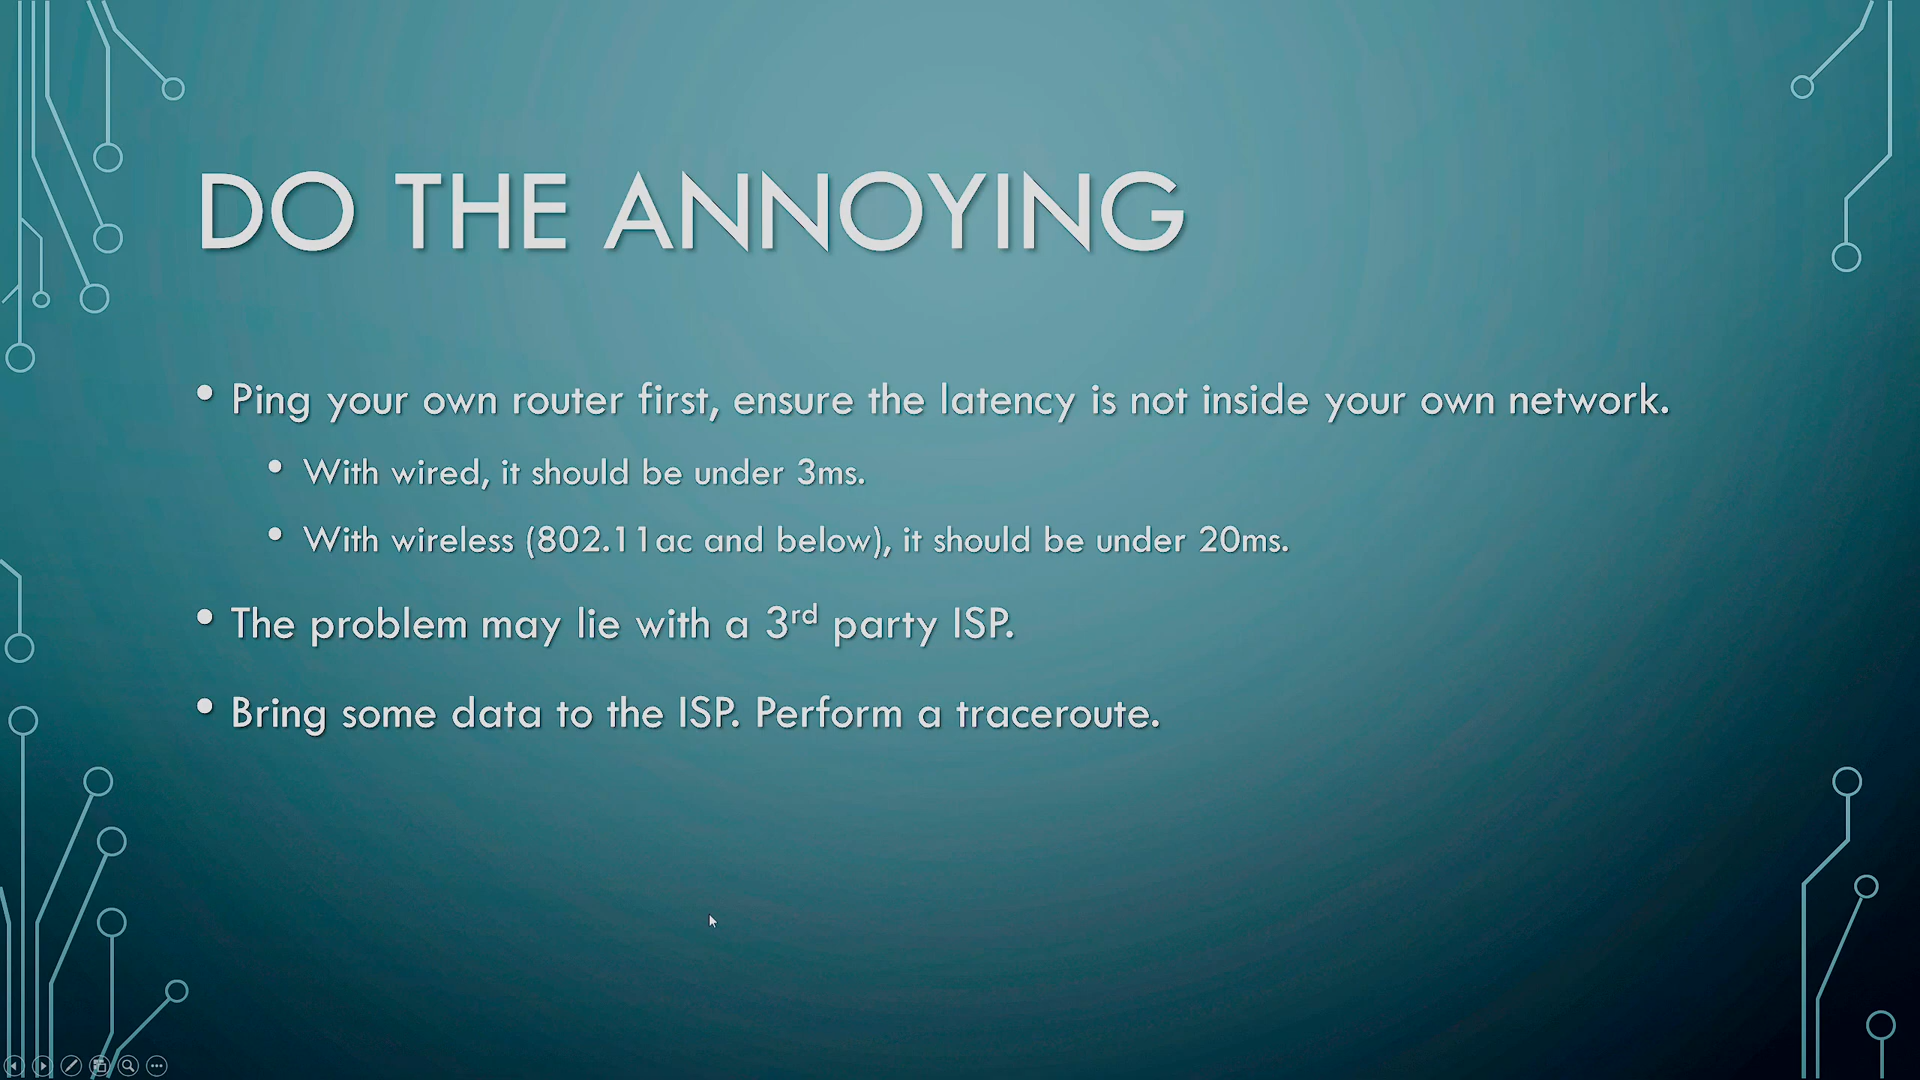 DO THE ANNOYING
• Ping your own router first, ensure the latency is not inside your own network.
• With wired, it should be under 3ms.
• With wireless (802.11ac and below), it should be under 20ms.
• The problem may lie with a 3rd party ISP.
• Bring some data to the ISP. Perform a traceroute.